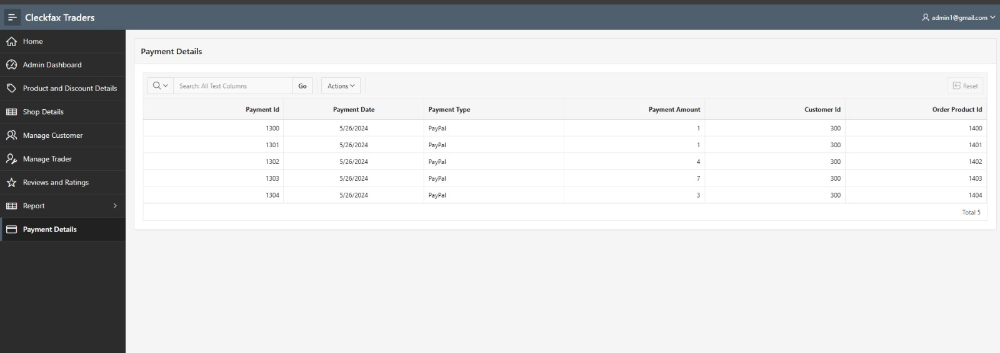 Cleckfax Traders
admin1@gmail.com
Home
Admin Dashboard
Product and Discount Details
Shop Details
Manage Customer
Manage Trader
Reviews and Ratings
Report
Payment Details
Payment Details
Search: All Text Columns Go Actions Reset
Payment Id Payment Date Payment Type Payment Amount Customer Id Order Product Id
1300 5/26/2024 PayPal 1 300 1400
1301 5/26/2024 PayPal 1 300 1401
1302 5/26/2024 PayPal 4 300 1402
1303 5/26/2024 PayPal 7 300 1403
1304 5/26/2024 PayPal 3 300 1404
Total 5